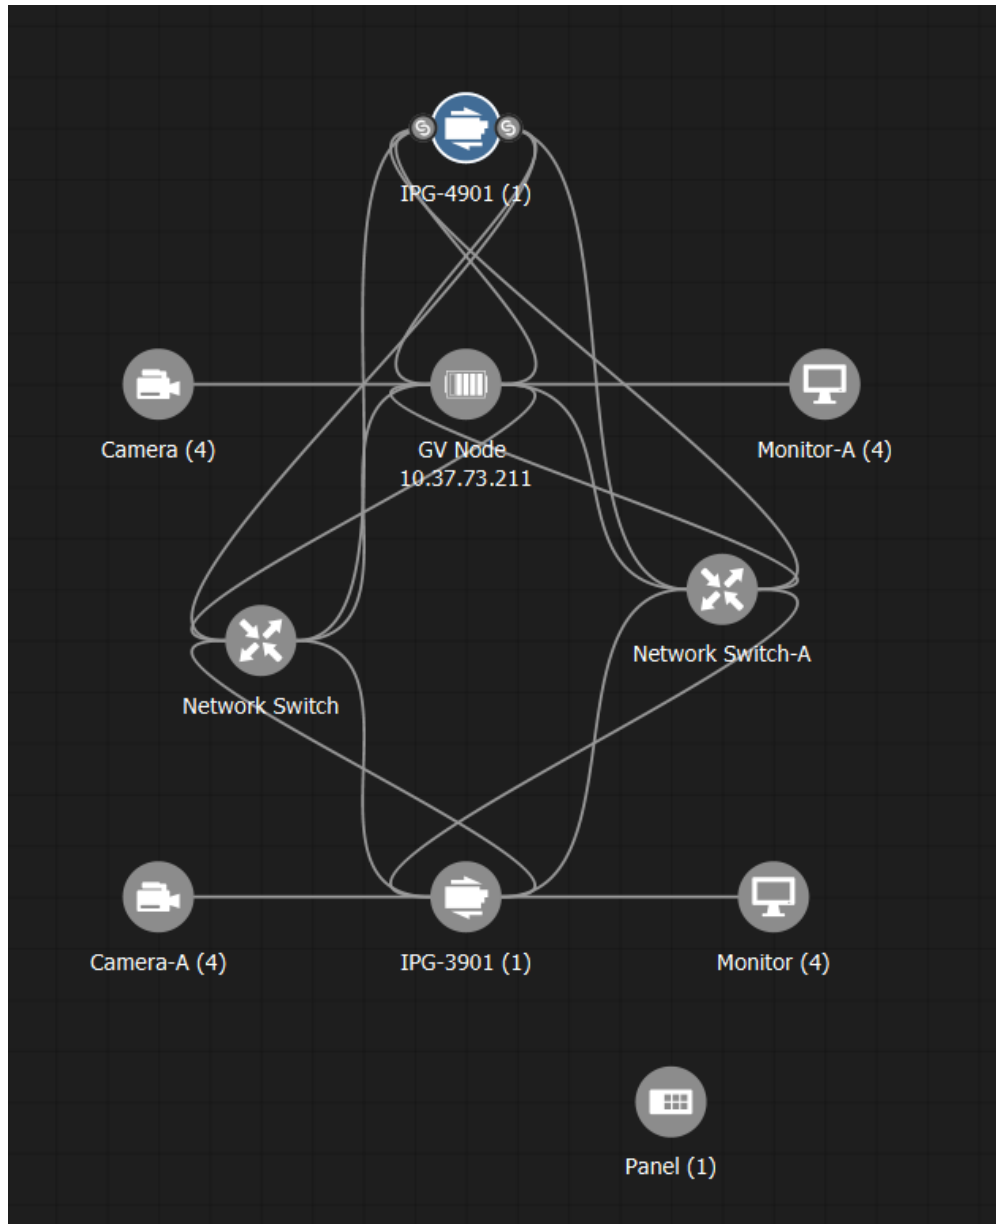 IPG-4901 (1)
Camera (4)
GV Node
10.37.73.211
Monitor-A (4)
Network Switch-A
Network Switch
Camera-A (4)
IPG-3901 (1)
Monitor (4)
Panel (1)